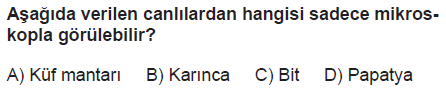 Aşağıda verilen canlılardan hangisi sadece mikros-
kopla görülebilir?
A) Küf mantarı B) Karınca C) Bit D) Papatya